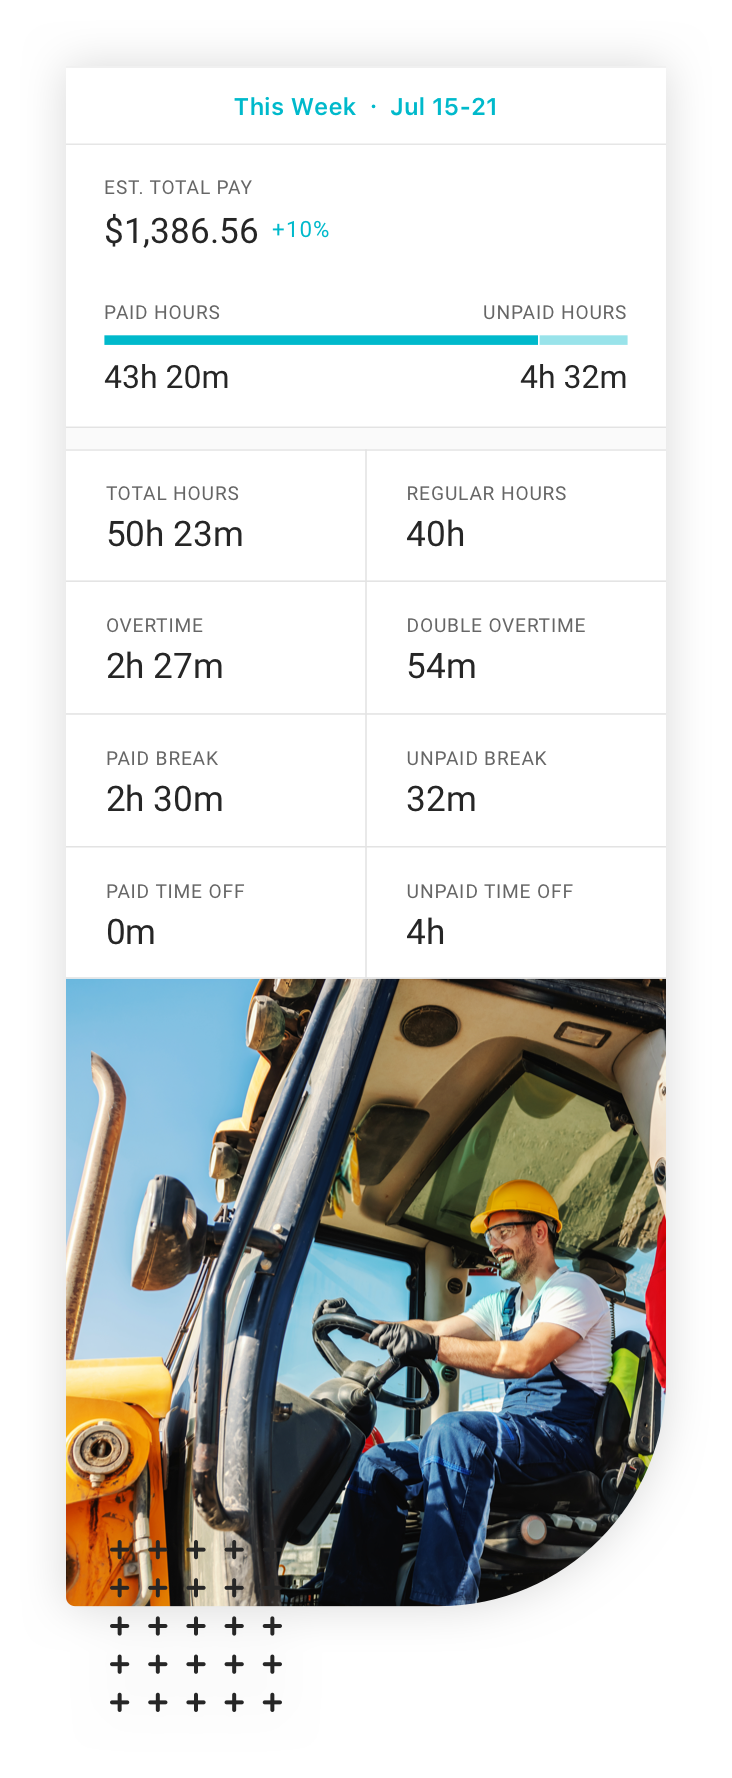 This Week · Jul 15-21
EST. TOTAL PAY
$1,386.56 +10%
PAID HOURS UNPAID HOURS
43h 20m 4h 32m
TOTAL HOURS REGULAR HOURS
50h 23m 40h
OVERTIME DOUBLE OVERTIME
2h 27m 54m
PAID BREAK UNPAID BREAK
2h 30m 32m
PAID TIME OFF UNPAID TIME OFF
0m 4h